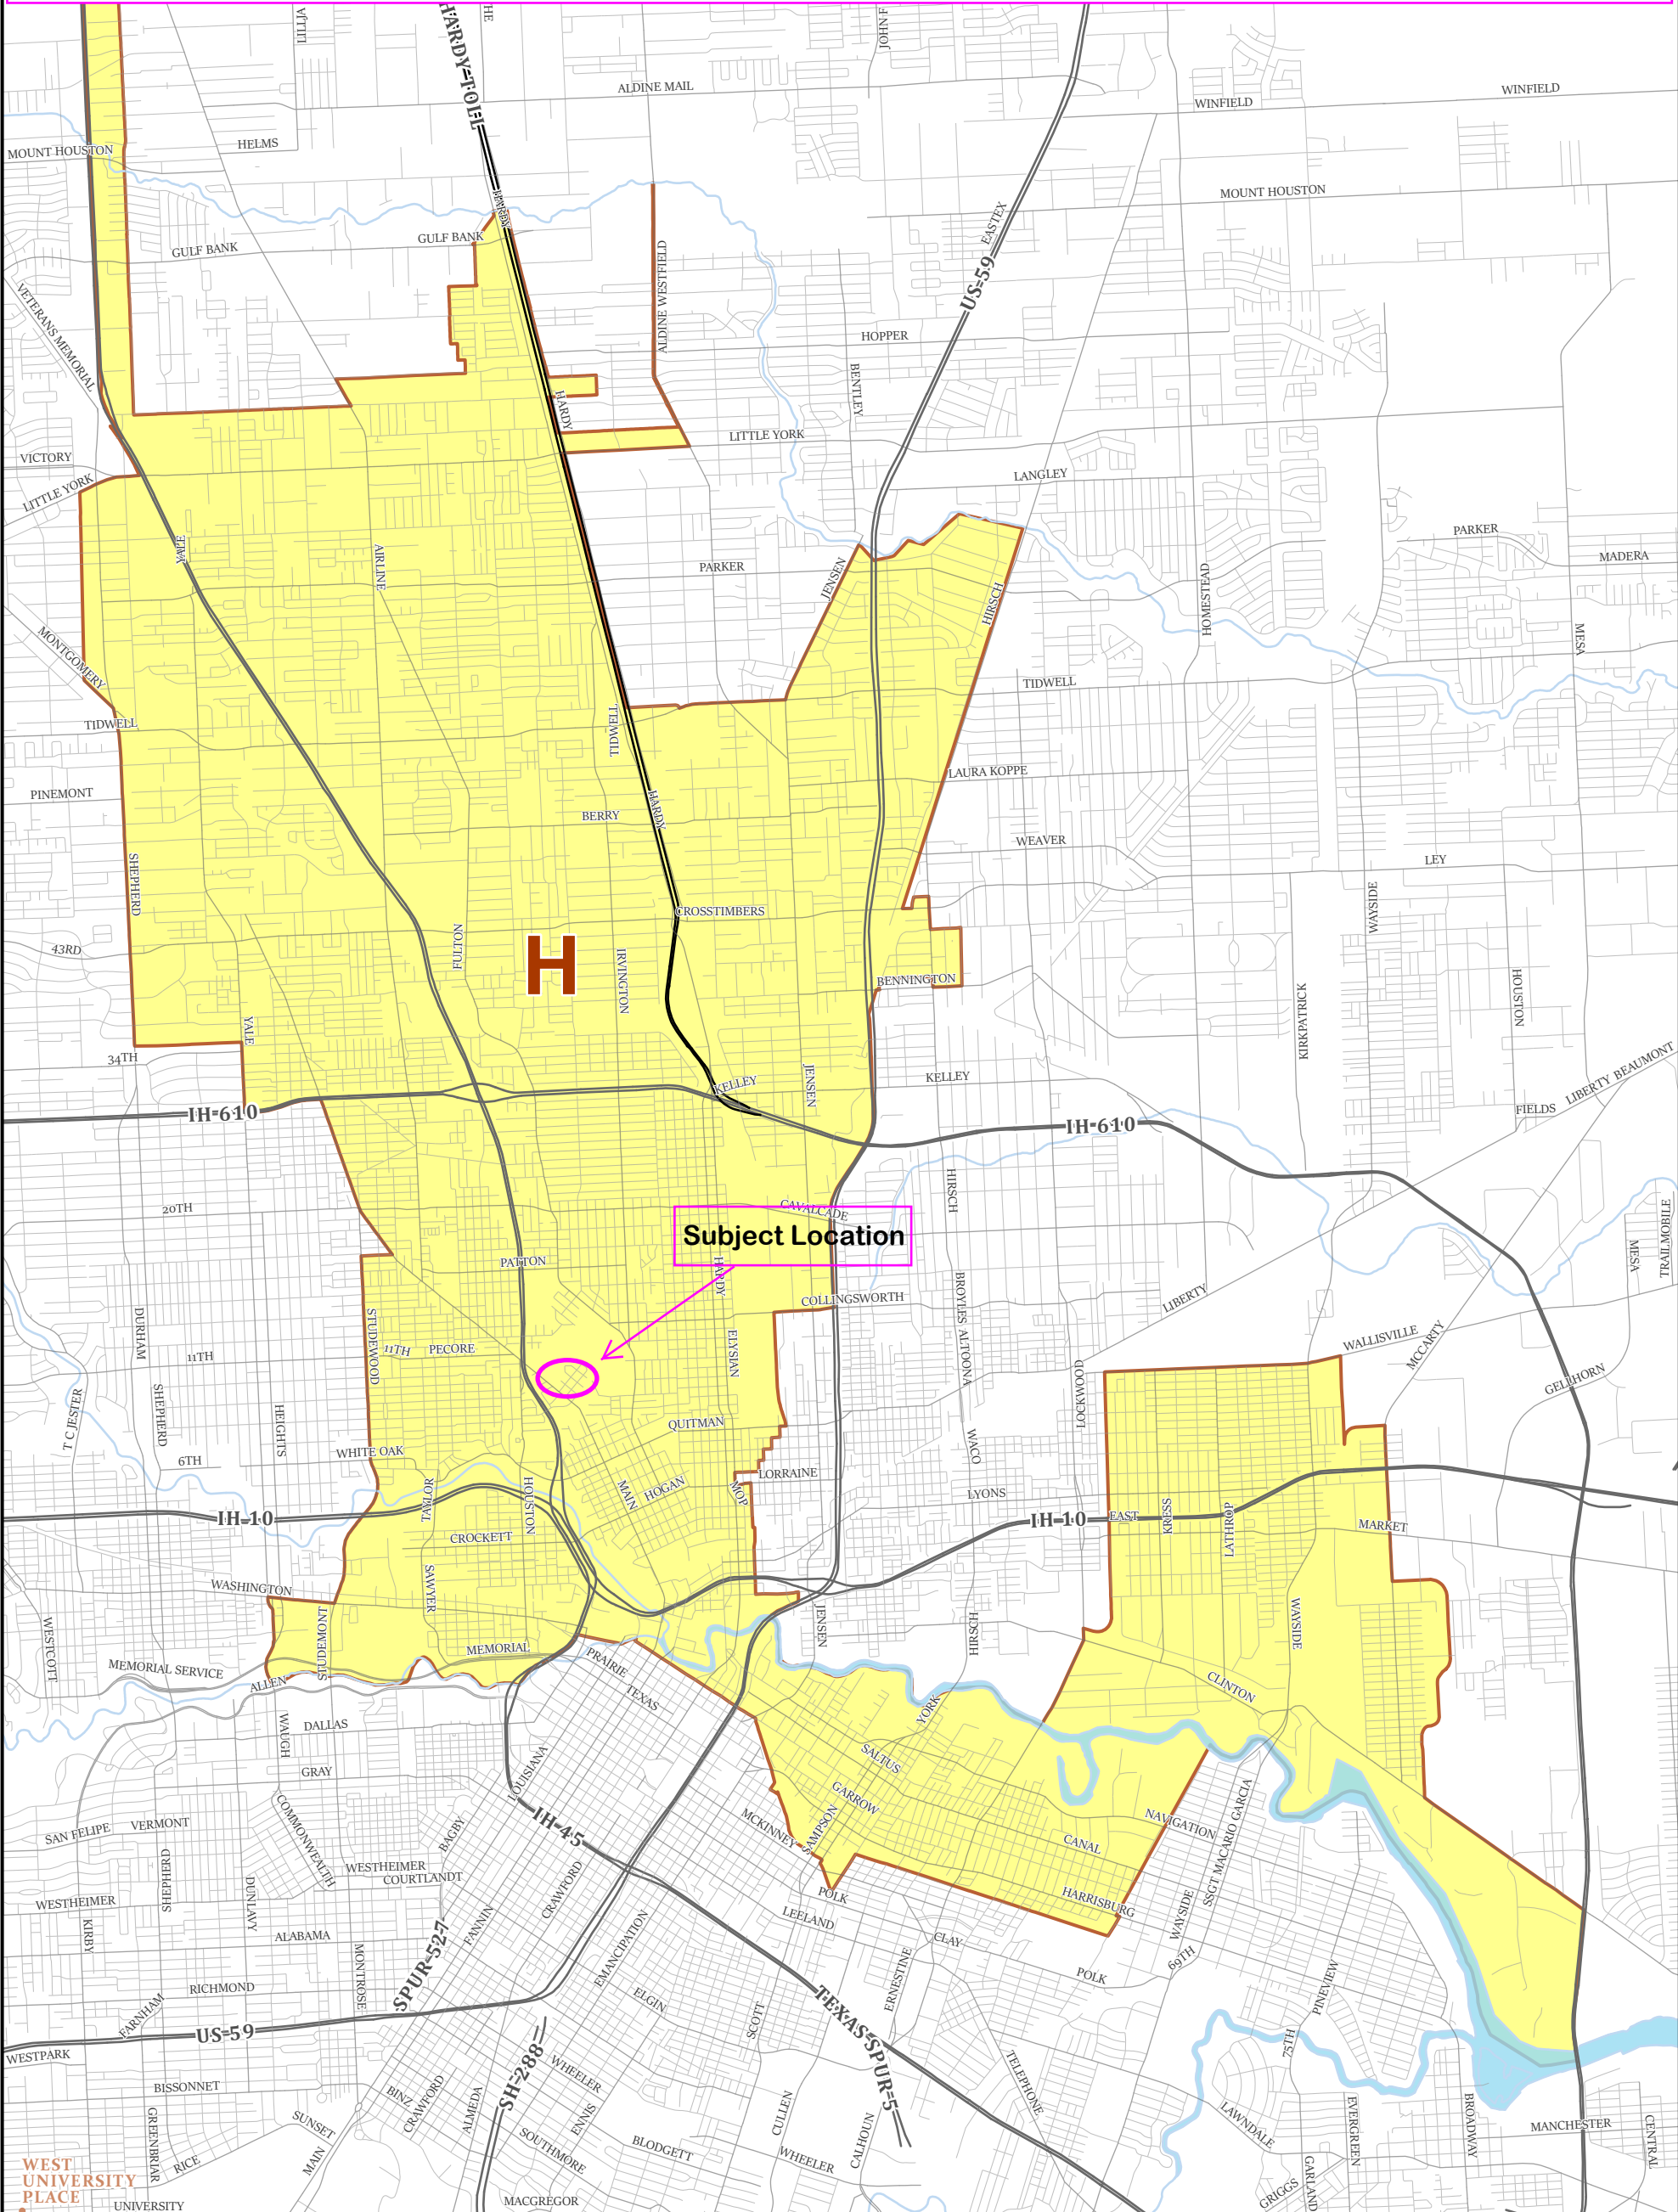 LILLJA
HARDY TOLL
JOHN F
ALDINE MAIL
WINFIELD
WINFIELD
MOUNT HOUSTON
HELMS
HARDY
MOUNT HOUSTON
GULF BANK
GULF BANK
EASTEX
US 59
ALDINE WESTFIELD
VETERANS MEMORIAL
HOPPER
BENTLEY
HARDY
LITTLE YORK
VICTORY
LITTLE YORK
LANGLEY
YALE
AIRLINE
PARKER
JENSEN
HIRSCH
HOMESTEAD
PARKER
MADERA
MONTGOMERY
MESA
TIDWELL
TIDWELL
TIDWELL
PINEMONT
BERRY
HARDY
LAURA KOPPE
WEAVER
LEY
SHEPHERD
CROSSTIMBERS
WAYSIDE
43RD
FULTON
H
IRVINGTON
BENNINGTON
HOUSTON
KIRKPATRICK
YALE
34TH
KELLEY
JENSEN
KELLEY
LIBERTY BEAUMONT
FIELDS
IH 610
IH 610
HIRSCH
20TH
CAVALCADE
Subject Location
TRAILMOBILE
MESA
PATTON
HARDY
COLLINGSWORTH
BROYLES
ALTOONA
LIBERTY
DURHAM
STUDEWOOD
11TH
11TH
PECORE
ELYSIAN
WALLISVILLE
MCCARTY
GELLHORN
LOCKWOOD
T C JESTER
SHEPHERD
HEIGHTS
QUITMAN
WACO
6TH
WHITE OAK
LORRAINE
TAYLOR
HOUSTON
MAIN
HOGAN
MOP
LYONS
IH 10
IH 10
EAST
KRESS
LATHROP
MARKET
CROCKETT
WASHINGTON
SAWYER
WESTCOTT
STUDEMONT
JENSEN
HIRSCH
WAYSIDE
MEMORIAL
MEMORIAL SERVICE
ALLEN
PRAIRIE
TEXAS
CLINTON
YORK
WAUGH
DALLAS
GRAY
LOUISIANA
SALTUS
GARROW
SAN FELIPE
VERMONT
COMMONWEALTH
BAGBY
IH 45
MCKINNEY
SAMPSON
CANAL
NAVIGATION
SSGT MACARIO GARCIA
WESTHEIMER
COURTLANDT
WESTHEIMER
SHEPHERD
DUNLAVY
CRAWFORD
POLK
HARRISBURG
LEELAND
KIRBY
ALABAMA
FANNIN
SPUR 527
EMANCIPATION
CLAY
WAYSIDE
69TH
MONTROSE
RICHMOND
POLK
FARNHAM
US 59
ELGIN
SCOTT
ERNESTINE
TEXAS SPUR 5
PINEVIEW
75TH
WESTPARK
BISSONNET
SH 288
WHEELER
TELEPHONE
BINZ
CRAWFORD
ALMEDA
ENNIS
CULLEN
CALHOUN
LAWNDALE
EVERGREEN
BROADWAY
MANCHESTER
CENTRAL
SUNSET
MAIN
GREENBRIAR
RICE
SOUTHMORE
BLODGETT
WHEELER
GARLAND
GRIGGS
WEST
UNIVERSITY
PLACE
UNIVERSITY
MACGREGOR